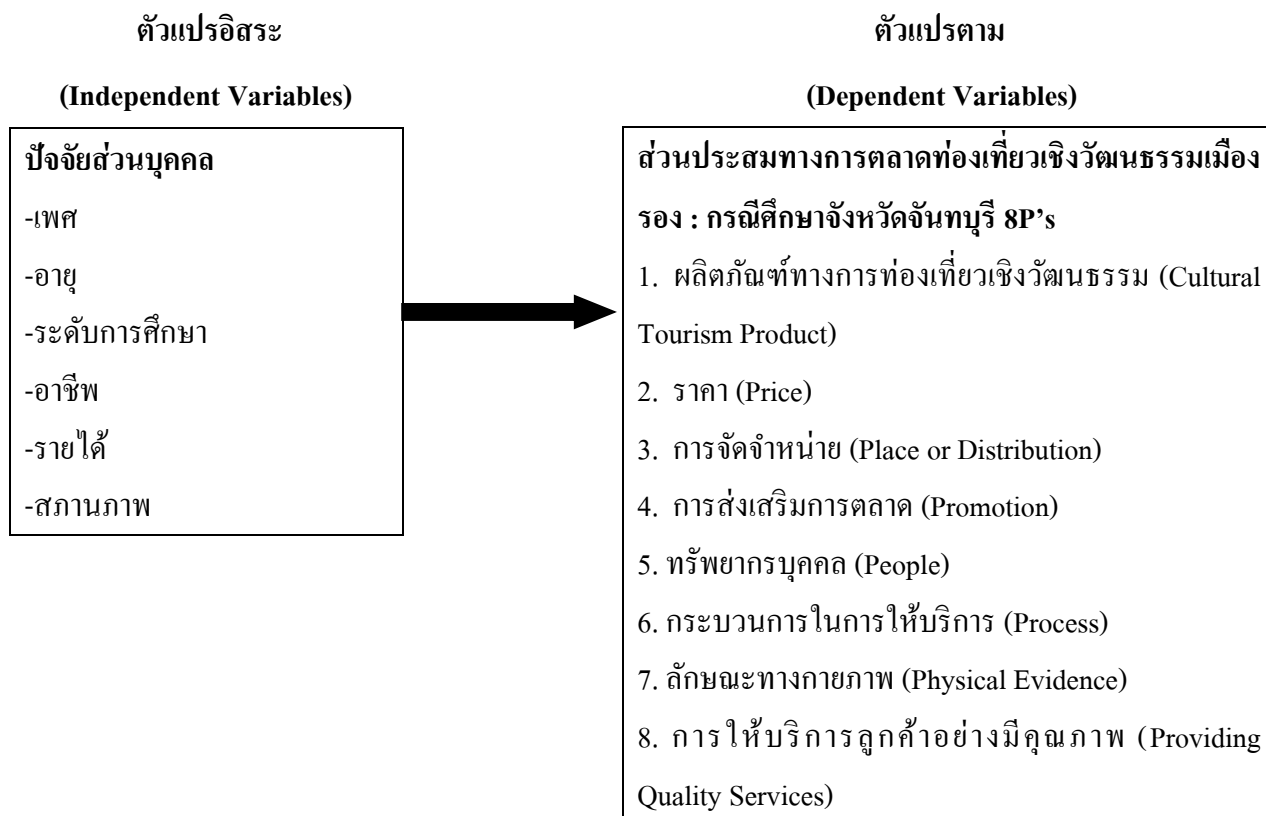 ตัวแปรอิสระ
(Independent Variables)
ปัจจัยส่วนบุคคล
-เพศ
-อายุ
-ระดับการศึกษา
-อาชีพ
-รายได้
-สภานภาพ
ตัวแปรตาม
(Dependent Variables)
ส่วนประสมทางการตลาดท่องเที่ยวเชิงวัฒนธรรมเมือง
รอง : กรณีศึกษาจังหวัดจันทบุรี 8P’s
1. ผลิตภัณฑ์ทางการท่องเที่ยวเชิงวัฒนธรรม (Cultural
Tourism Product)
2. ราคา (Price)
3. การจัดจำหน่าย (Place or Distribution)
4. การส่งเสริมการตลาด (Promotion)
5. ทรัพยากรบุคคล (People)
6. กระบวนการในการให้บริการ (Process)
7. ลักษณะทางกายภาพ (Physical Evidence)
8. การให้บริการลูกค้าอย่างมีคุณภาพ (Providing
Quality Services)